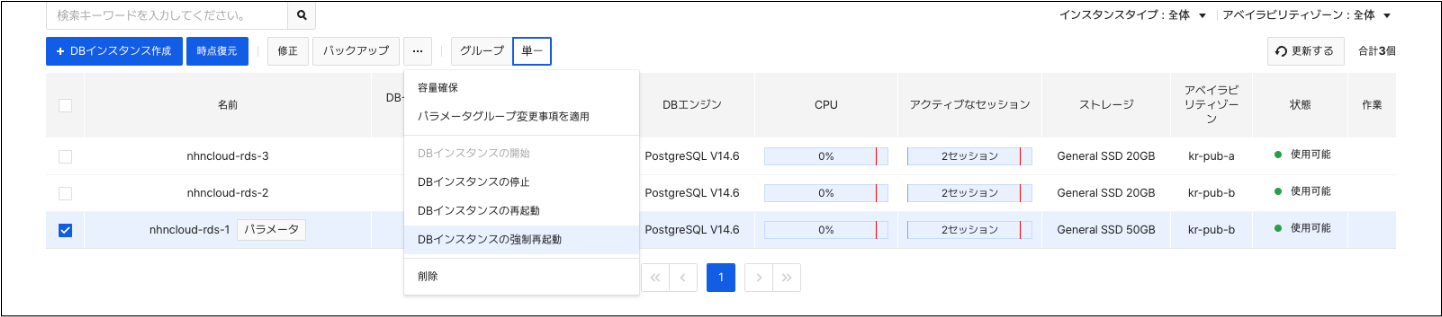 検索キーワードを入力してください。
インスタンスタイプ : 全体 ▼ | アベイラビリティゾーン : 全体 ▼
+ DBインスタンス作成 時点復元 修正 バックアップ ... グループ 単一 更新する 合計3個
名前 DB DBエンジン CPU アクティブなセッション ストレージ アベイラビリティゾーン 状態 作業
容量確保
パラメータグループ変更事項を適用
DBインスタンスの開始
DBインスタンスの停止
DBインスタンスの再起動
DBインスタンスの強制再起動
削除
nhncloud-rds-3 PostgreSQL V14.6 0% 2セッション General SSD 20GB kr-pub-a 使用可能
nhncloud-rds-2 PostgreSQL V14.6 0% 2セッション General SSD 20GB kr-pub-b 使用可能
nhncloud-rds-1 パラメータ PostgreSQL V14.6 0% 2セッション General SSD 50GB kr-pub-b 使用可能
« ‹ 1 › »